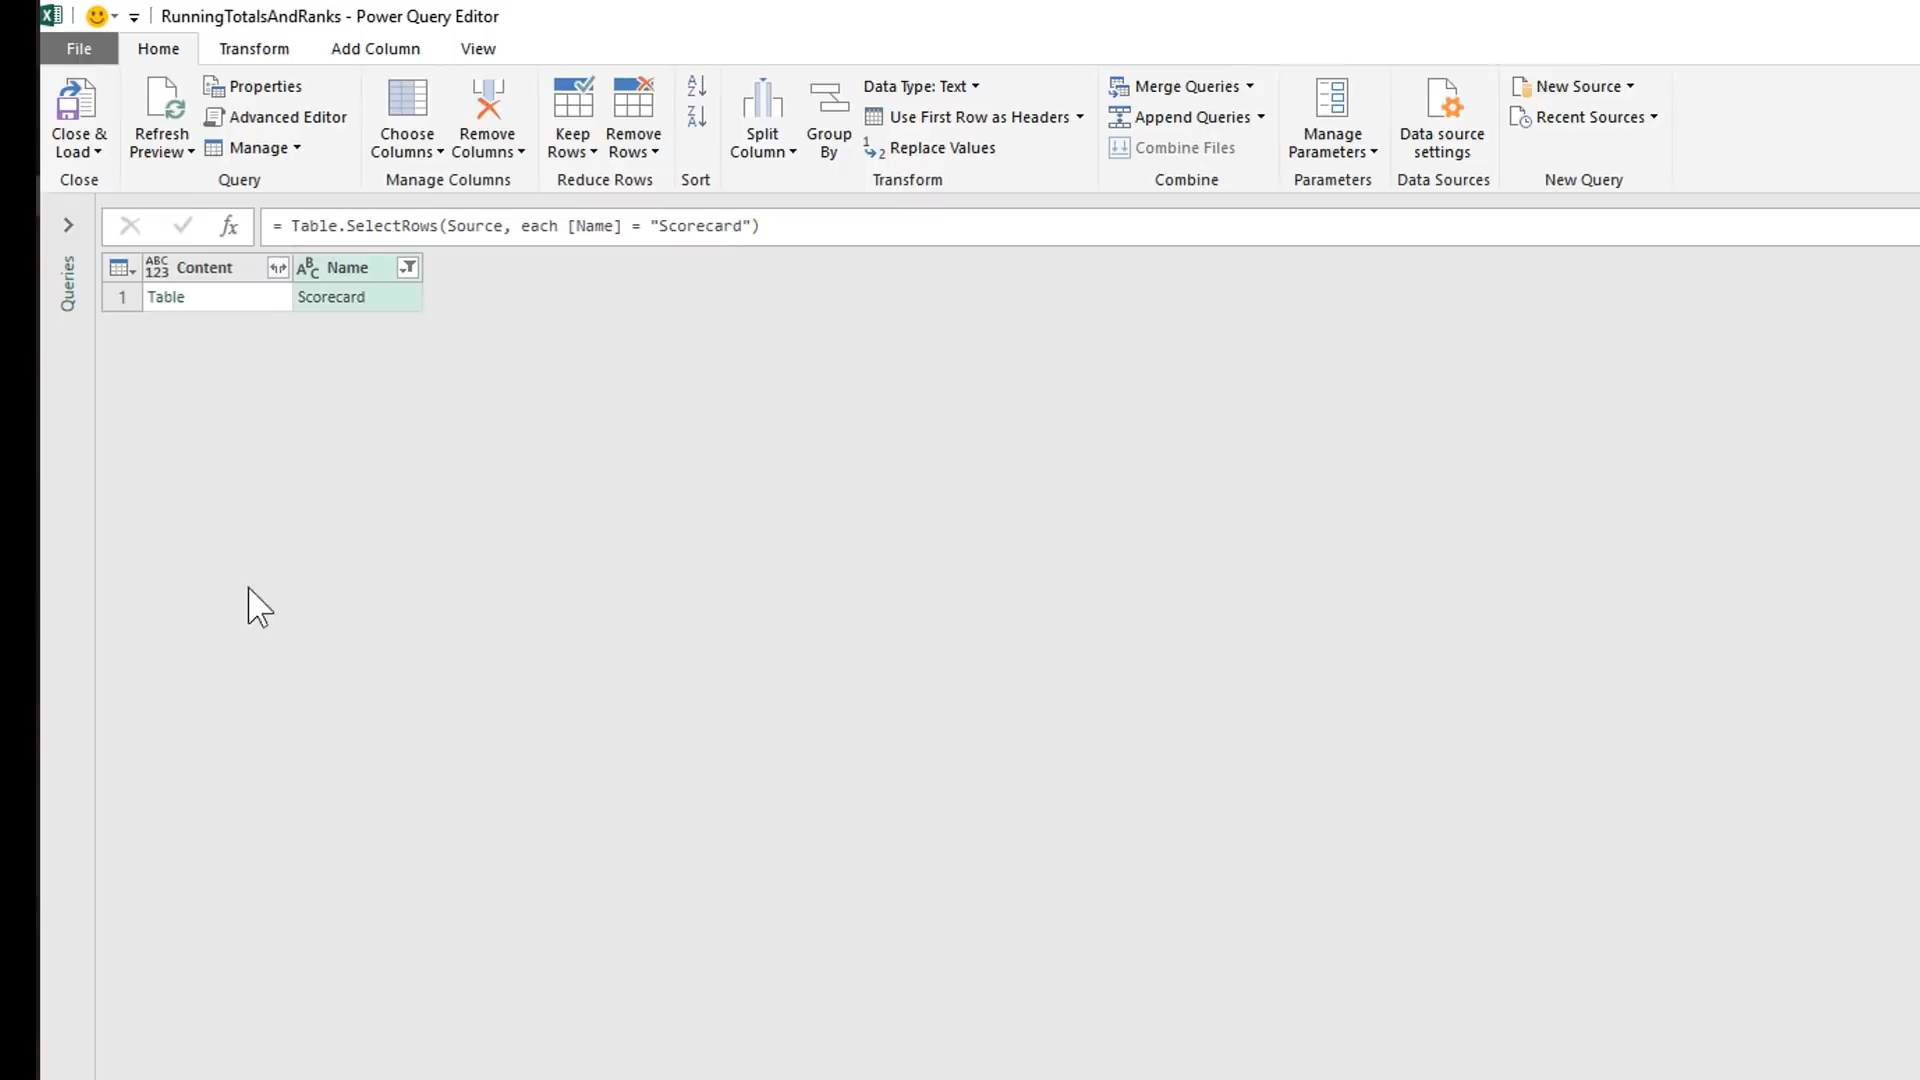 RunningTotalsAndRanks - Power Query Editor
File Home Transform Add Column View
Close & Load
Close
Refresh Preview
Properties
Advanced Editor
Manage
Query
Choose Columns
Remove Columns
Manage Columns
Keep Rows
Remove Rows
Reduce Rows
A
Z
Z
A
Sort
Split Column
Group By
Data Type: Text
Use First Row as Headers
1 2 Replace Values
Transform
Merge Queries
Append Queries
Combine Files
Combine
Manage Parameters
Parameters
Data source settings
Data Sources
New Source
Recent Sources
New Query
fx = Table.SelectRows(Source, each [Name] = "Scorecard")
Queries
ABC 123 Content ABC Name
1 Table Scorecard